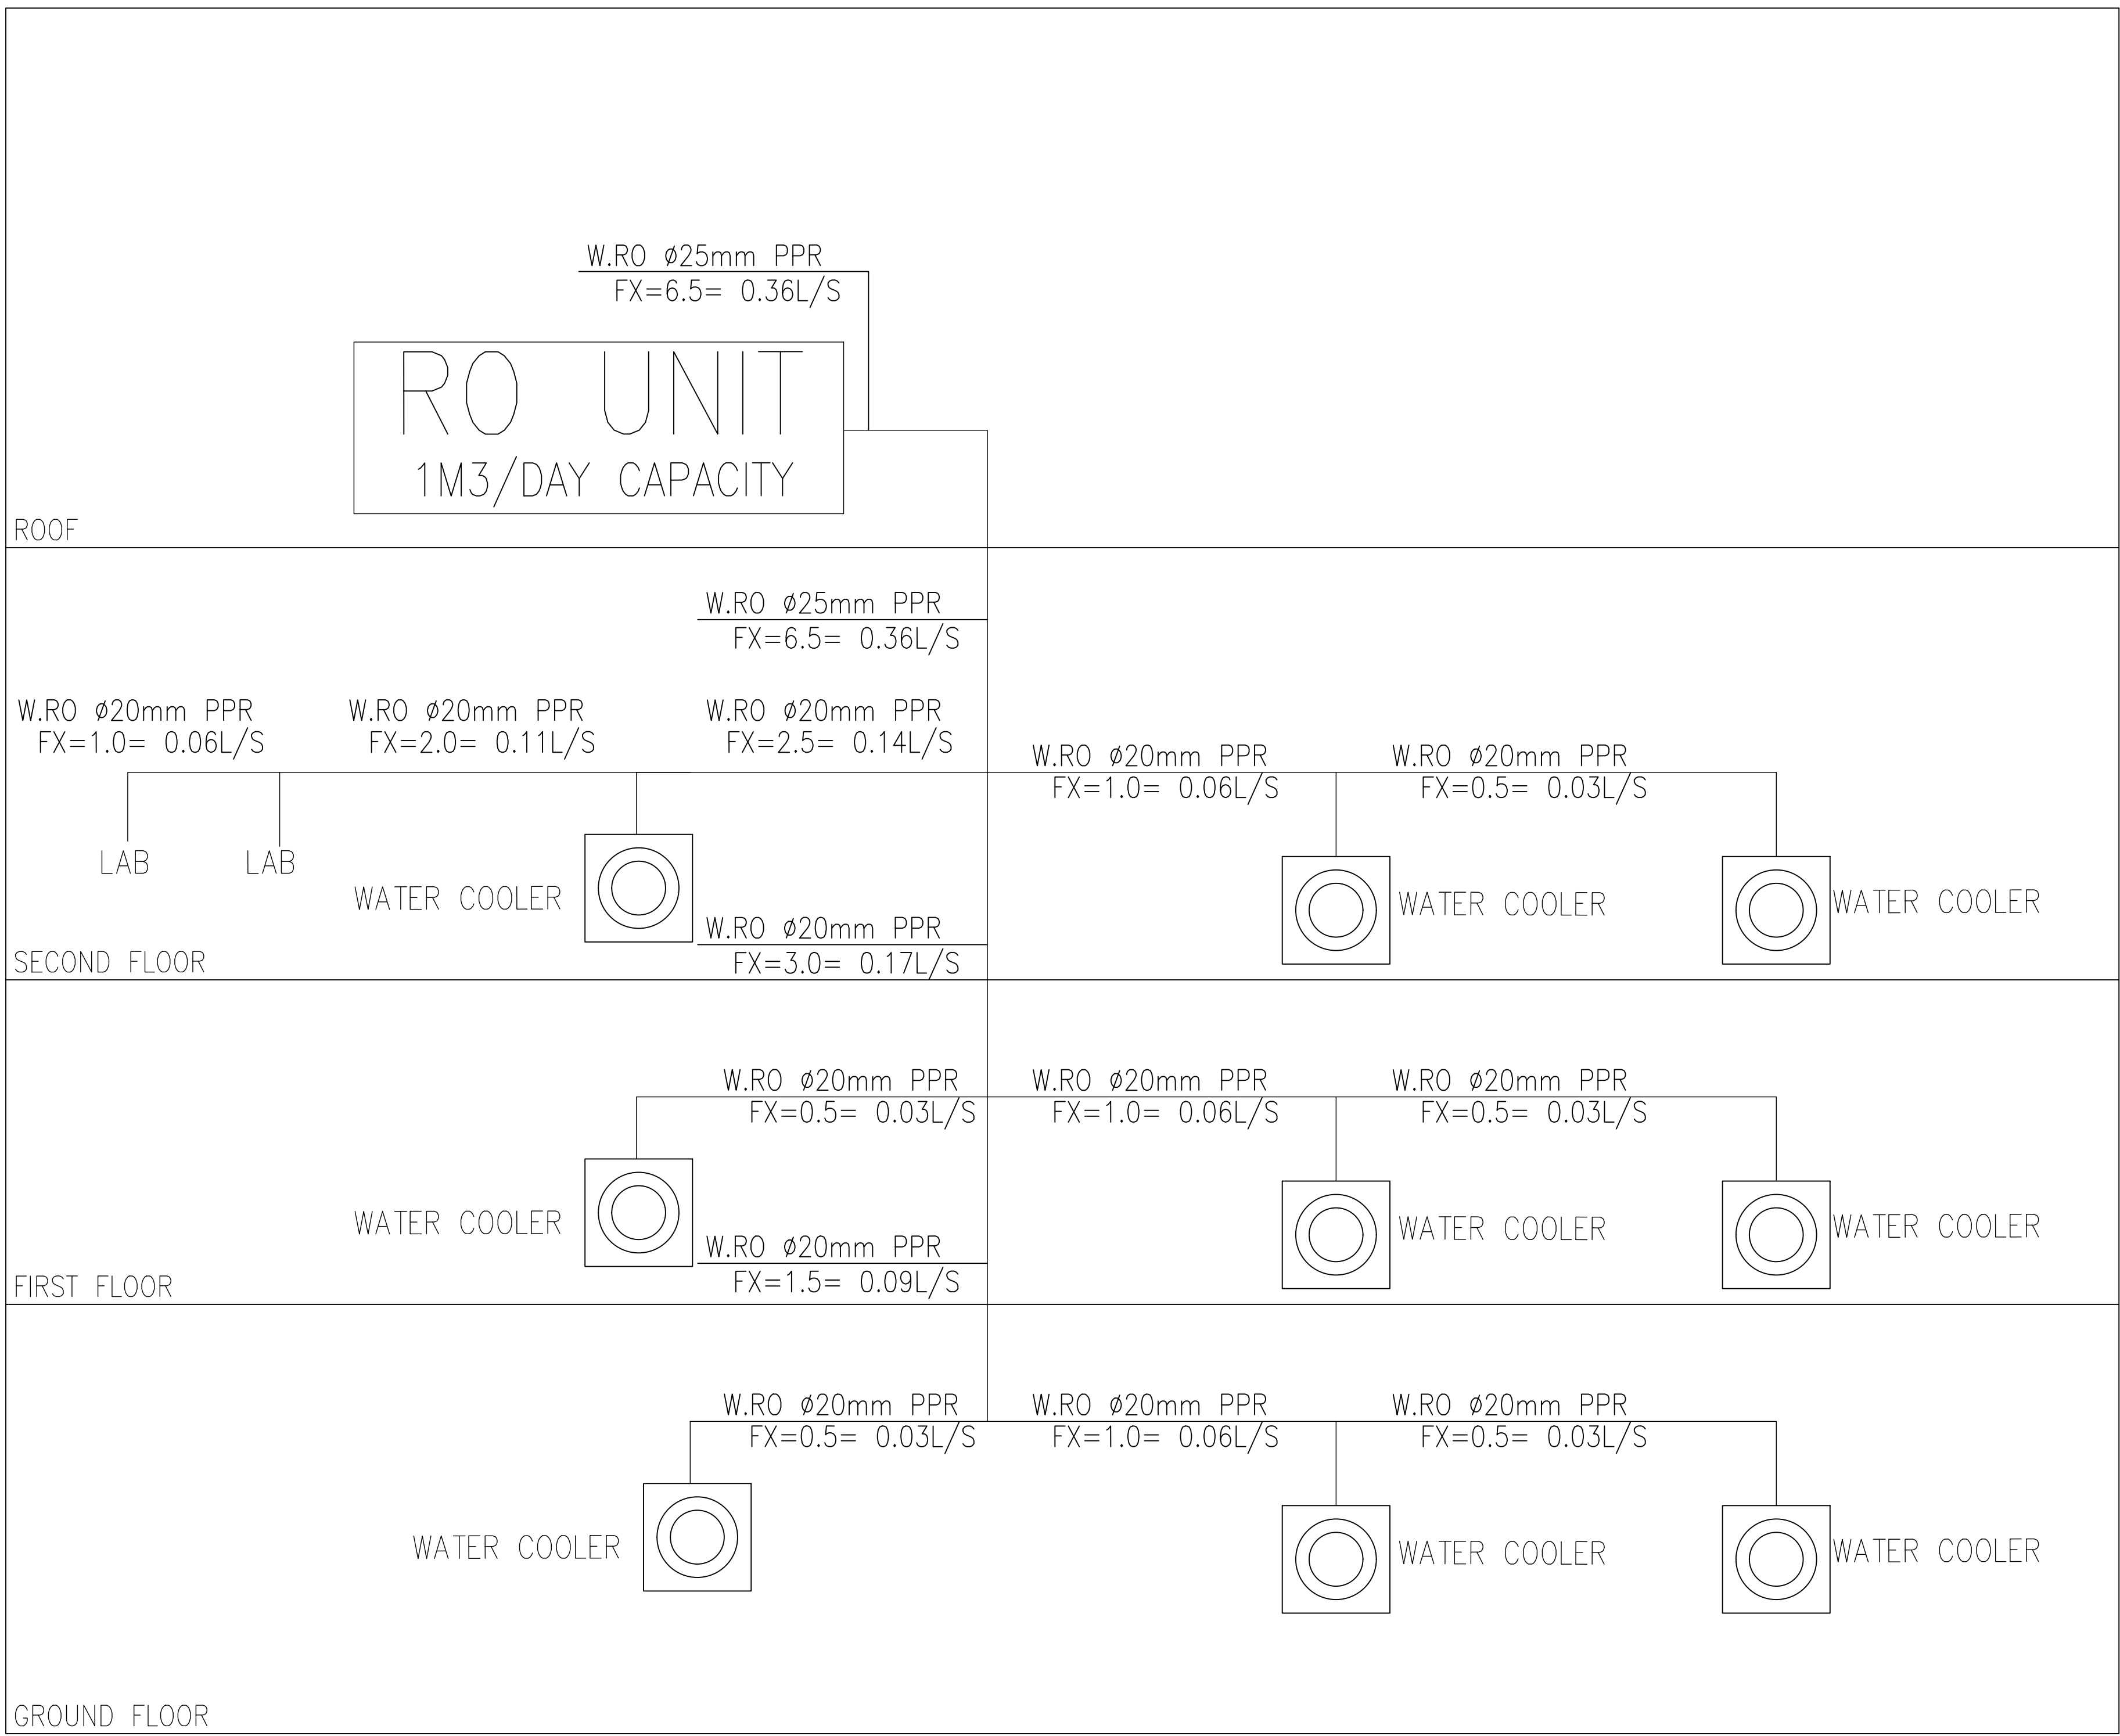 W.RO ø25mm PPR
FX=6.5= 0.36L/S
RO UNIT
1M3/DAY CAPACITY
ROOF
W.RO ø25mm PPR
FX=6.5= 0.36L/S
W.RO ø20mm PPR
FX=1.0= 0.06L/S
W.RO ø20mm PPR
FX=2.0= 0.11L/S
W.RO ø20mm PPR
FX=2.5= 0.14L/S
W.RO ø20mm PPR
FX=1.0= 0.06L/S
W.RO ø20mm PPR
FX=0.5= 0.03L/S
LAB
LAB
WATER COOLER
WATER COOLER
WATER COOLER
W.RO ø20mm PPR
FX=3.0= 0.17L/S
SECOND FLOOR
W.RO ø20mm PPR
FX=0.5= 0.03L/S
W.RO ø20mm PPR
FX=1.0= 0.06L/S
W.RO ø20mm PPR
FX=0.5= 0.03L/S
WATER COOLER
WATER COOLER
WATER COOLER
W.RO ø20mm PPR
FX=1.5= 0.09L/S
FIRST FLOOR
W.RO ø20mm PPR
FX=0.5= 0.03L/S
W.RO ø20mm PPR
FX=1.0= 0.06L/S
W.RO ø20mm PPR
FX=0.5= 0.03L/S
WATER COOLER
WATER COOLER
WATER COOLER
GROUND FLOOR